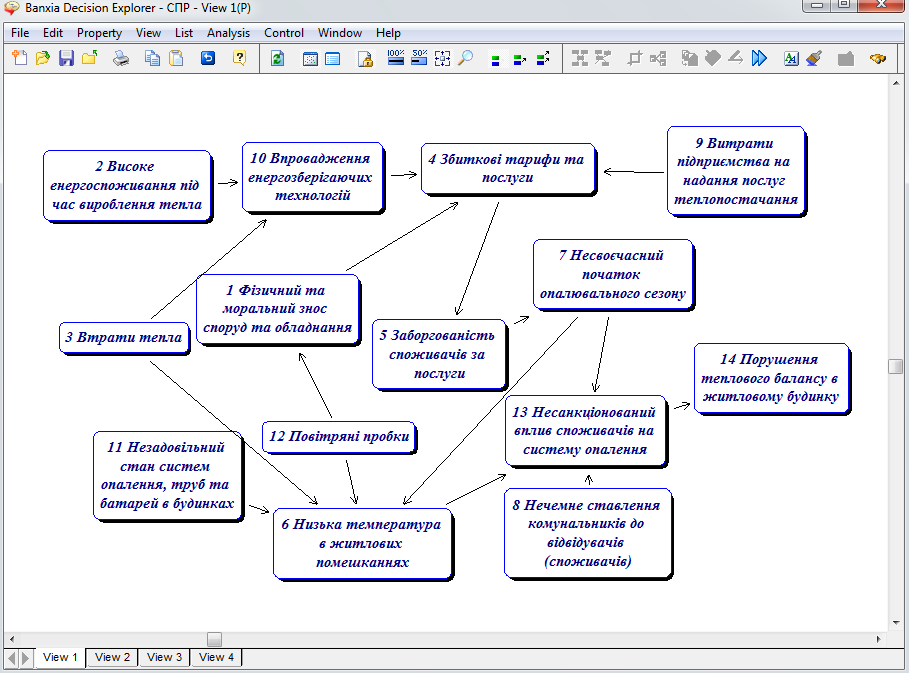 Banxia Decision Explorer - СПР - View 1(P)
File Edit Property View List Analysis Control Window Help
100% 50%
2 Високе
енергоспоживання під
час вироблення тепла
10 Впровадження
енергозберігаючих
технологій
4 Збиткові тарифи та
послуги
9 Витрати
підприємства на
надання послуг
теплопостачання
7 Несвоєчасний
початок
опалювального сезону
1 Фізичний та
моральний знос
споруд та обладнання
3 Втрати тепла
5 Заборгованість
споживачів за
послуги
14 Порушення
теплового балансу в
житловому будинку
13 Несанкціонований
вплив споживачів на
систему опалення
12 Повітряні пробки
11 Незадовільний
стан систем
опалення, труб та
батарей в будинках
6 Низька температура
в житлових
помешканнях
8 Нечемне ставлення
комунальників до
відвідувачів
(споживачів)
View 1 View 2 View 3 View 4